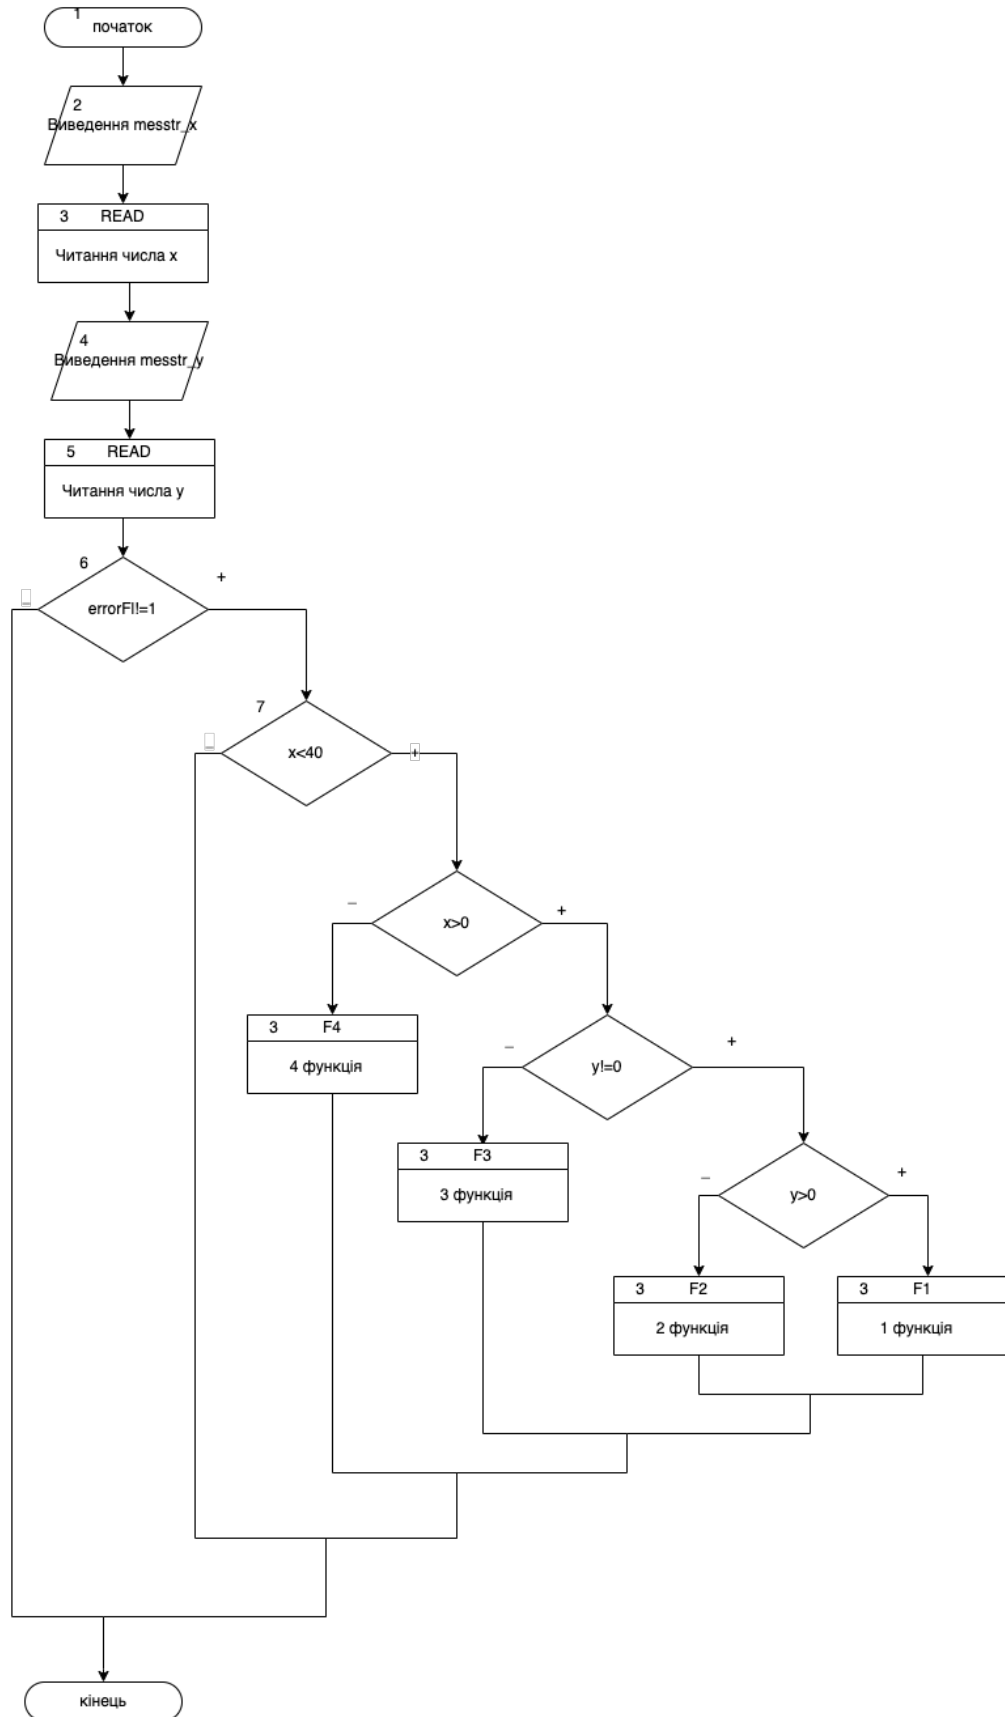 1
початок
2
Виведення messtr_x
3 READ
Читання числа x
4
Виведення messtr_y
5 READ
Читання числа y
6
+
_
errorFl!=1
7
_
x<40
+
_
+
x>0
3 F4
4 функція
_
+
y!=0
3 F3
3 функція
_
+
y>0
3 F2
2 функція
3 F1
1 функція
кінець